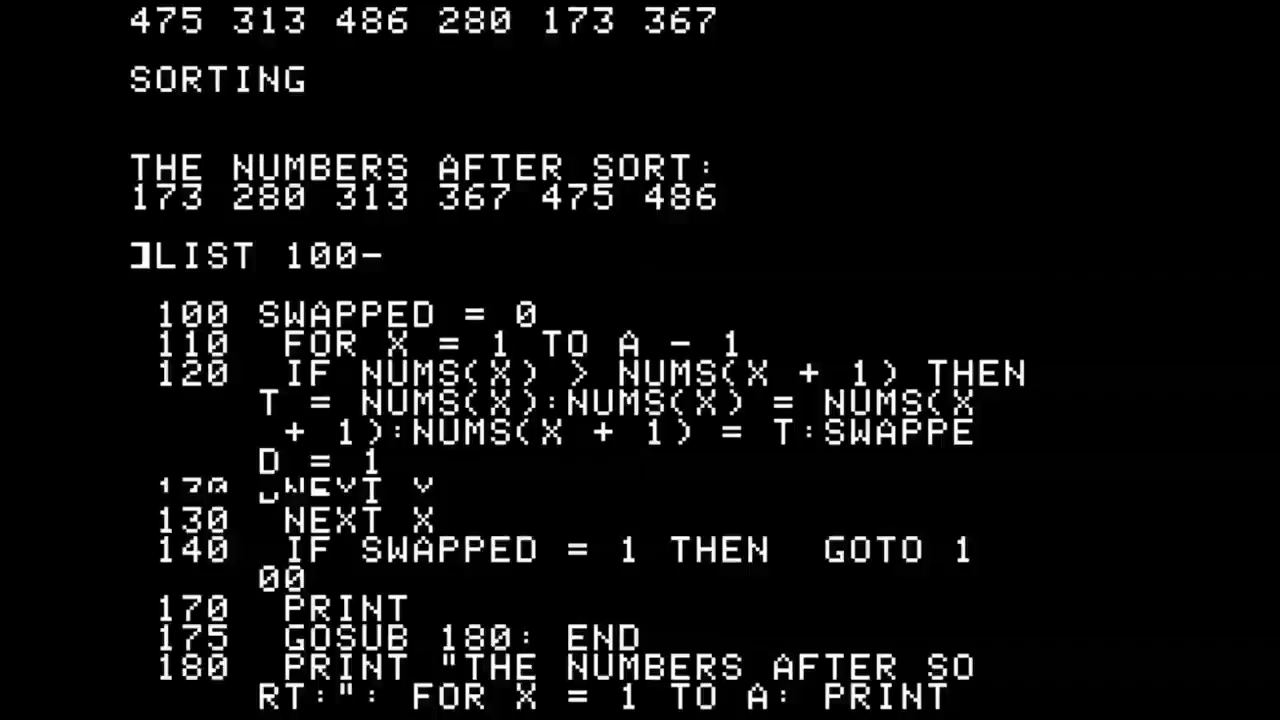 475 313 486 280 173 367
SORTING
THE NUMBERS AFTER SORT:
173 280 313 367 475 486
]LIST 100-
100 SWAPPED = 0
110 FOR X = 1 TO A - 1
120 IF NUMS(X) > NUMS(X + 1) THEN
T = NUMS(X):NUMS(X) = NUMS(X
+ 1):NUMS(X + 1) = T:SWAPPE
D = 1
130 NEXT X
140 IF SWAPPED = 1 THEN GOTO 1
00
170 PRINT
175 GOSUB 180: END
180 PRINT "THE NUMBERS AFTER SO
RT:": FOR X = 1 TO A: PRINT